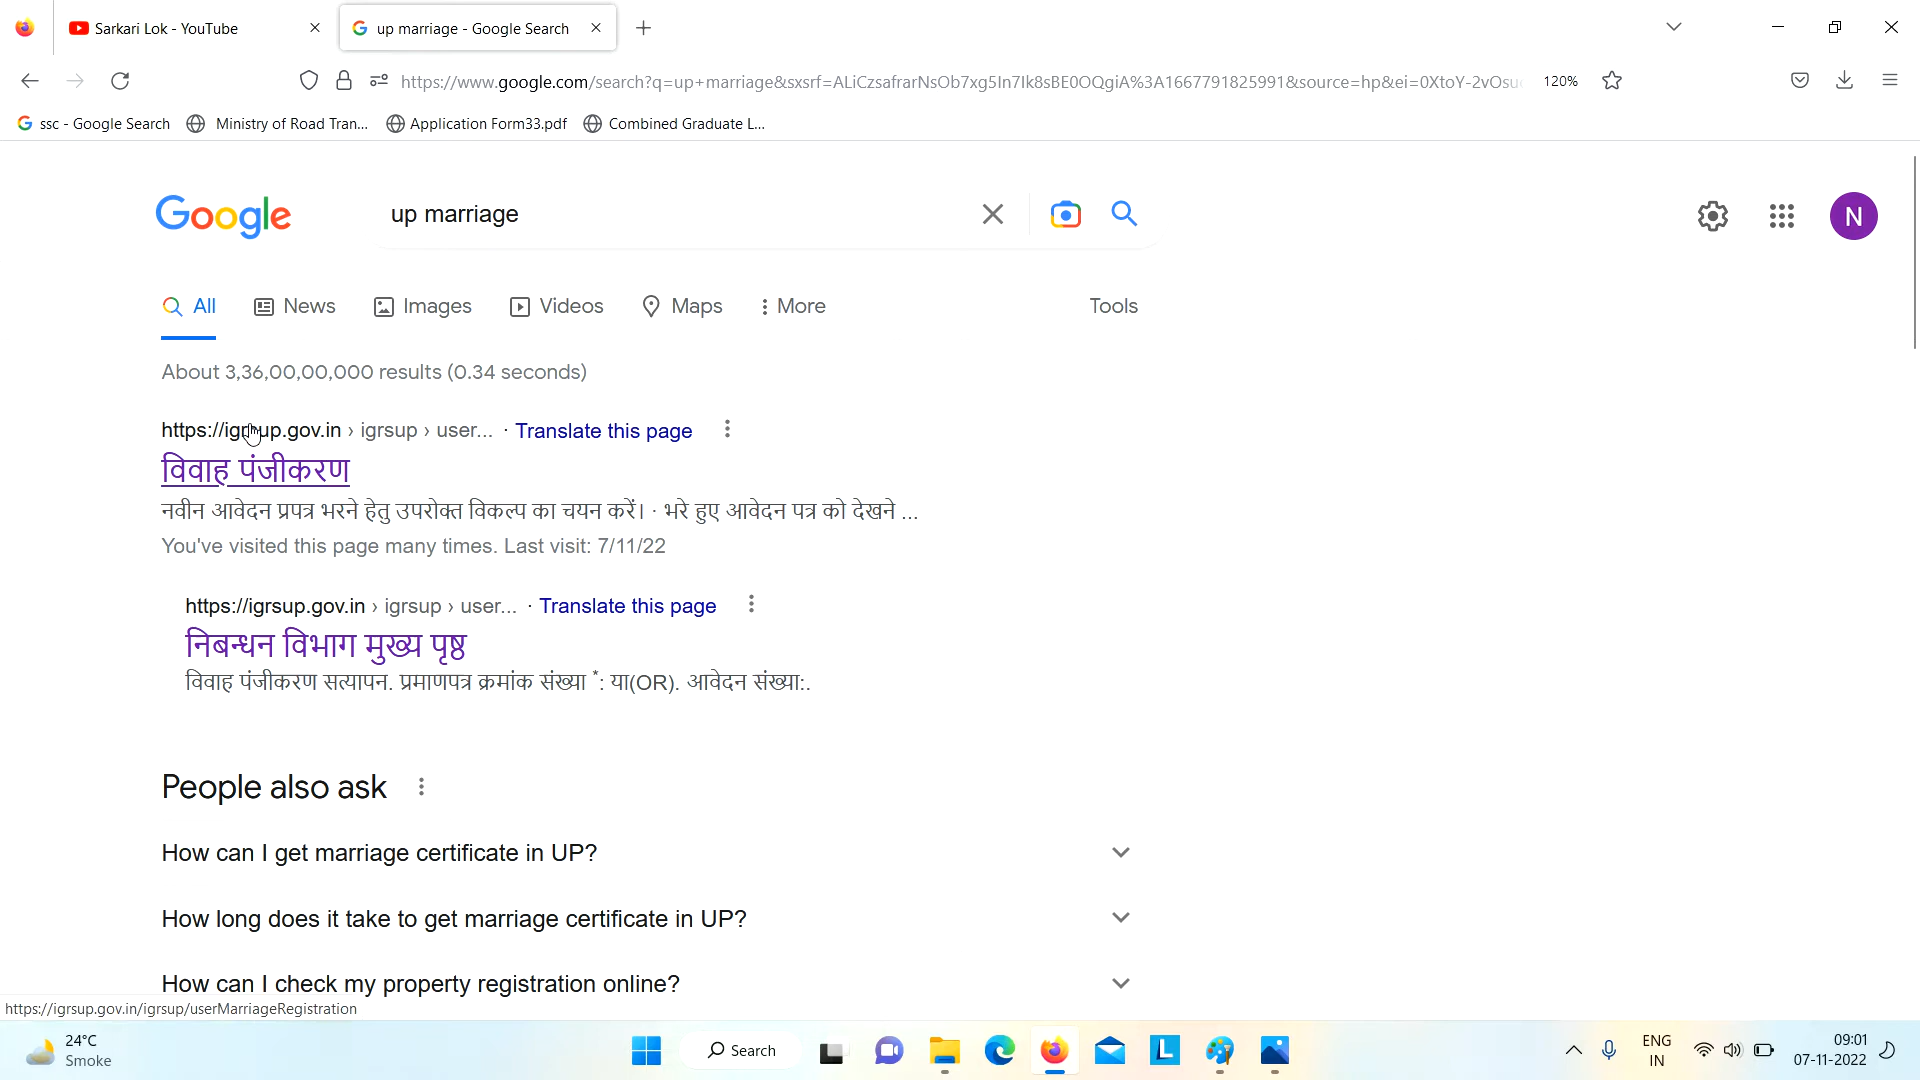 Sarkari Lok - YouTube
up marriage - Google Search
https://www.google.com/search?q=up+marriage&sxsrf=ALiCzsafrarNsOb7xg5In7Ik8sBE0OQgiA%3A1667791825991&source=hp&ei=0XtoY-2vOsu
120%
ssc - Google Search
Ministry of Road Tran...
Application Form33.pdf
Combined Graduate L...
Google
up marriage
N
All
News
Images
Videos
Maps
More
Tools
About 3,36,00,00,000 results (0.34 seconds)
https://igrsup.gov.in › igrsup › user... · Translate this page
विवाह पंजीकरण
नवीन आवेदन प्रपत्र भरने हेतु उपरोक्त विकल्प का चयन करें। · भरे हुए आवेदन पत्र को देखने ...
You've visited this page many times. Last visit: 7/11/22
https://igrsup.gov.in › igrsup › user... · Translate this page
निबन्धन विभाग मुख्य पृष्ठ
विवाह पंजीकरण सत्यापन. प्रमाणपत्र क्रमांक संख्या *: या(OR). आवेदन संख्या:.
People also ask
How can I get marriage certificate in UP?
How long does it take to get marriage certificate in UP?
How can I check my property registration online?
https://igrsup.gov.in/igrsup/userMarriageRegistration
24°C
Smoke
Search
L
ENG
IN
09:01
07-11-2022